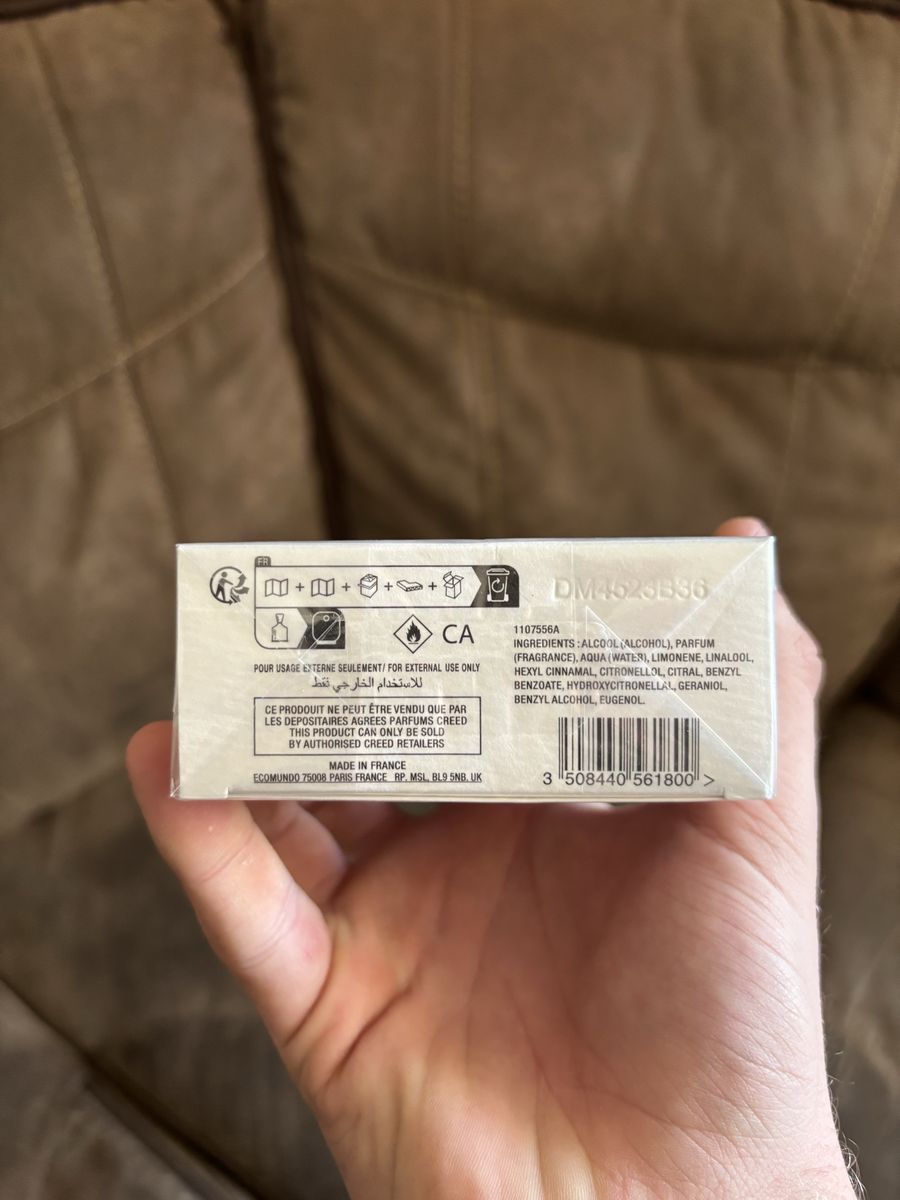 FR
+ + + +
DM4523B36
CA
POUR USAGE EXTERNE SEULEMENT/ FOR EXTERNAL USE ONLY
للاستخدام الخارجي فقط
CE PRODUIT NE PEUT ÊTRE VENDU QUE PAR
LES DEPOSITAIRES AGREES PARFUMS CREED
THIS PRODUCT CAN ONLY BE SOLD
BY AUTHORISED CREED RETAILERS
MADE IN FRANCE
ECOMUNDO 75008 PARIS FRANCE RP. MSL, BL9 5NB. UK
1107556A
INGREDIENTS : ALCOOL (ALCOHOL), PARFUM
(FRAGRANCE), AQUA (WATER), LIMONENE, LINALOOL,
HEXYL CINNAMAL, CITRONELLOL, CITRAL, BENZYL
BENZOATE, HYDROXYCITRONELLAL, GERANIOL,
BENZYL ALCOHOL, EUGENOL.
3 508440 561800 >